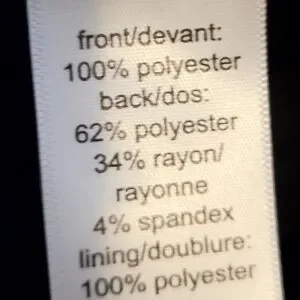 front/devant:
100% polyester
back/dos:
62% polyester
34% rayon/
rayonne
4% spandex
lining/doublure:
100% polyester